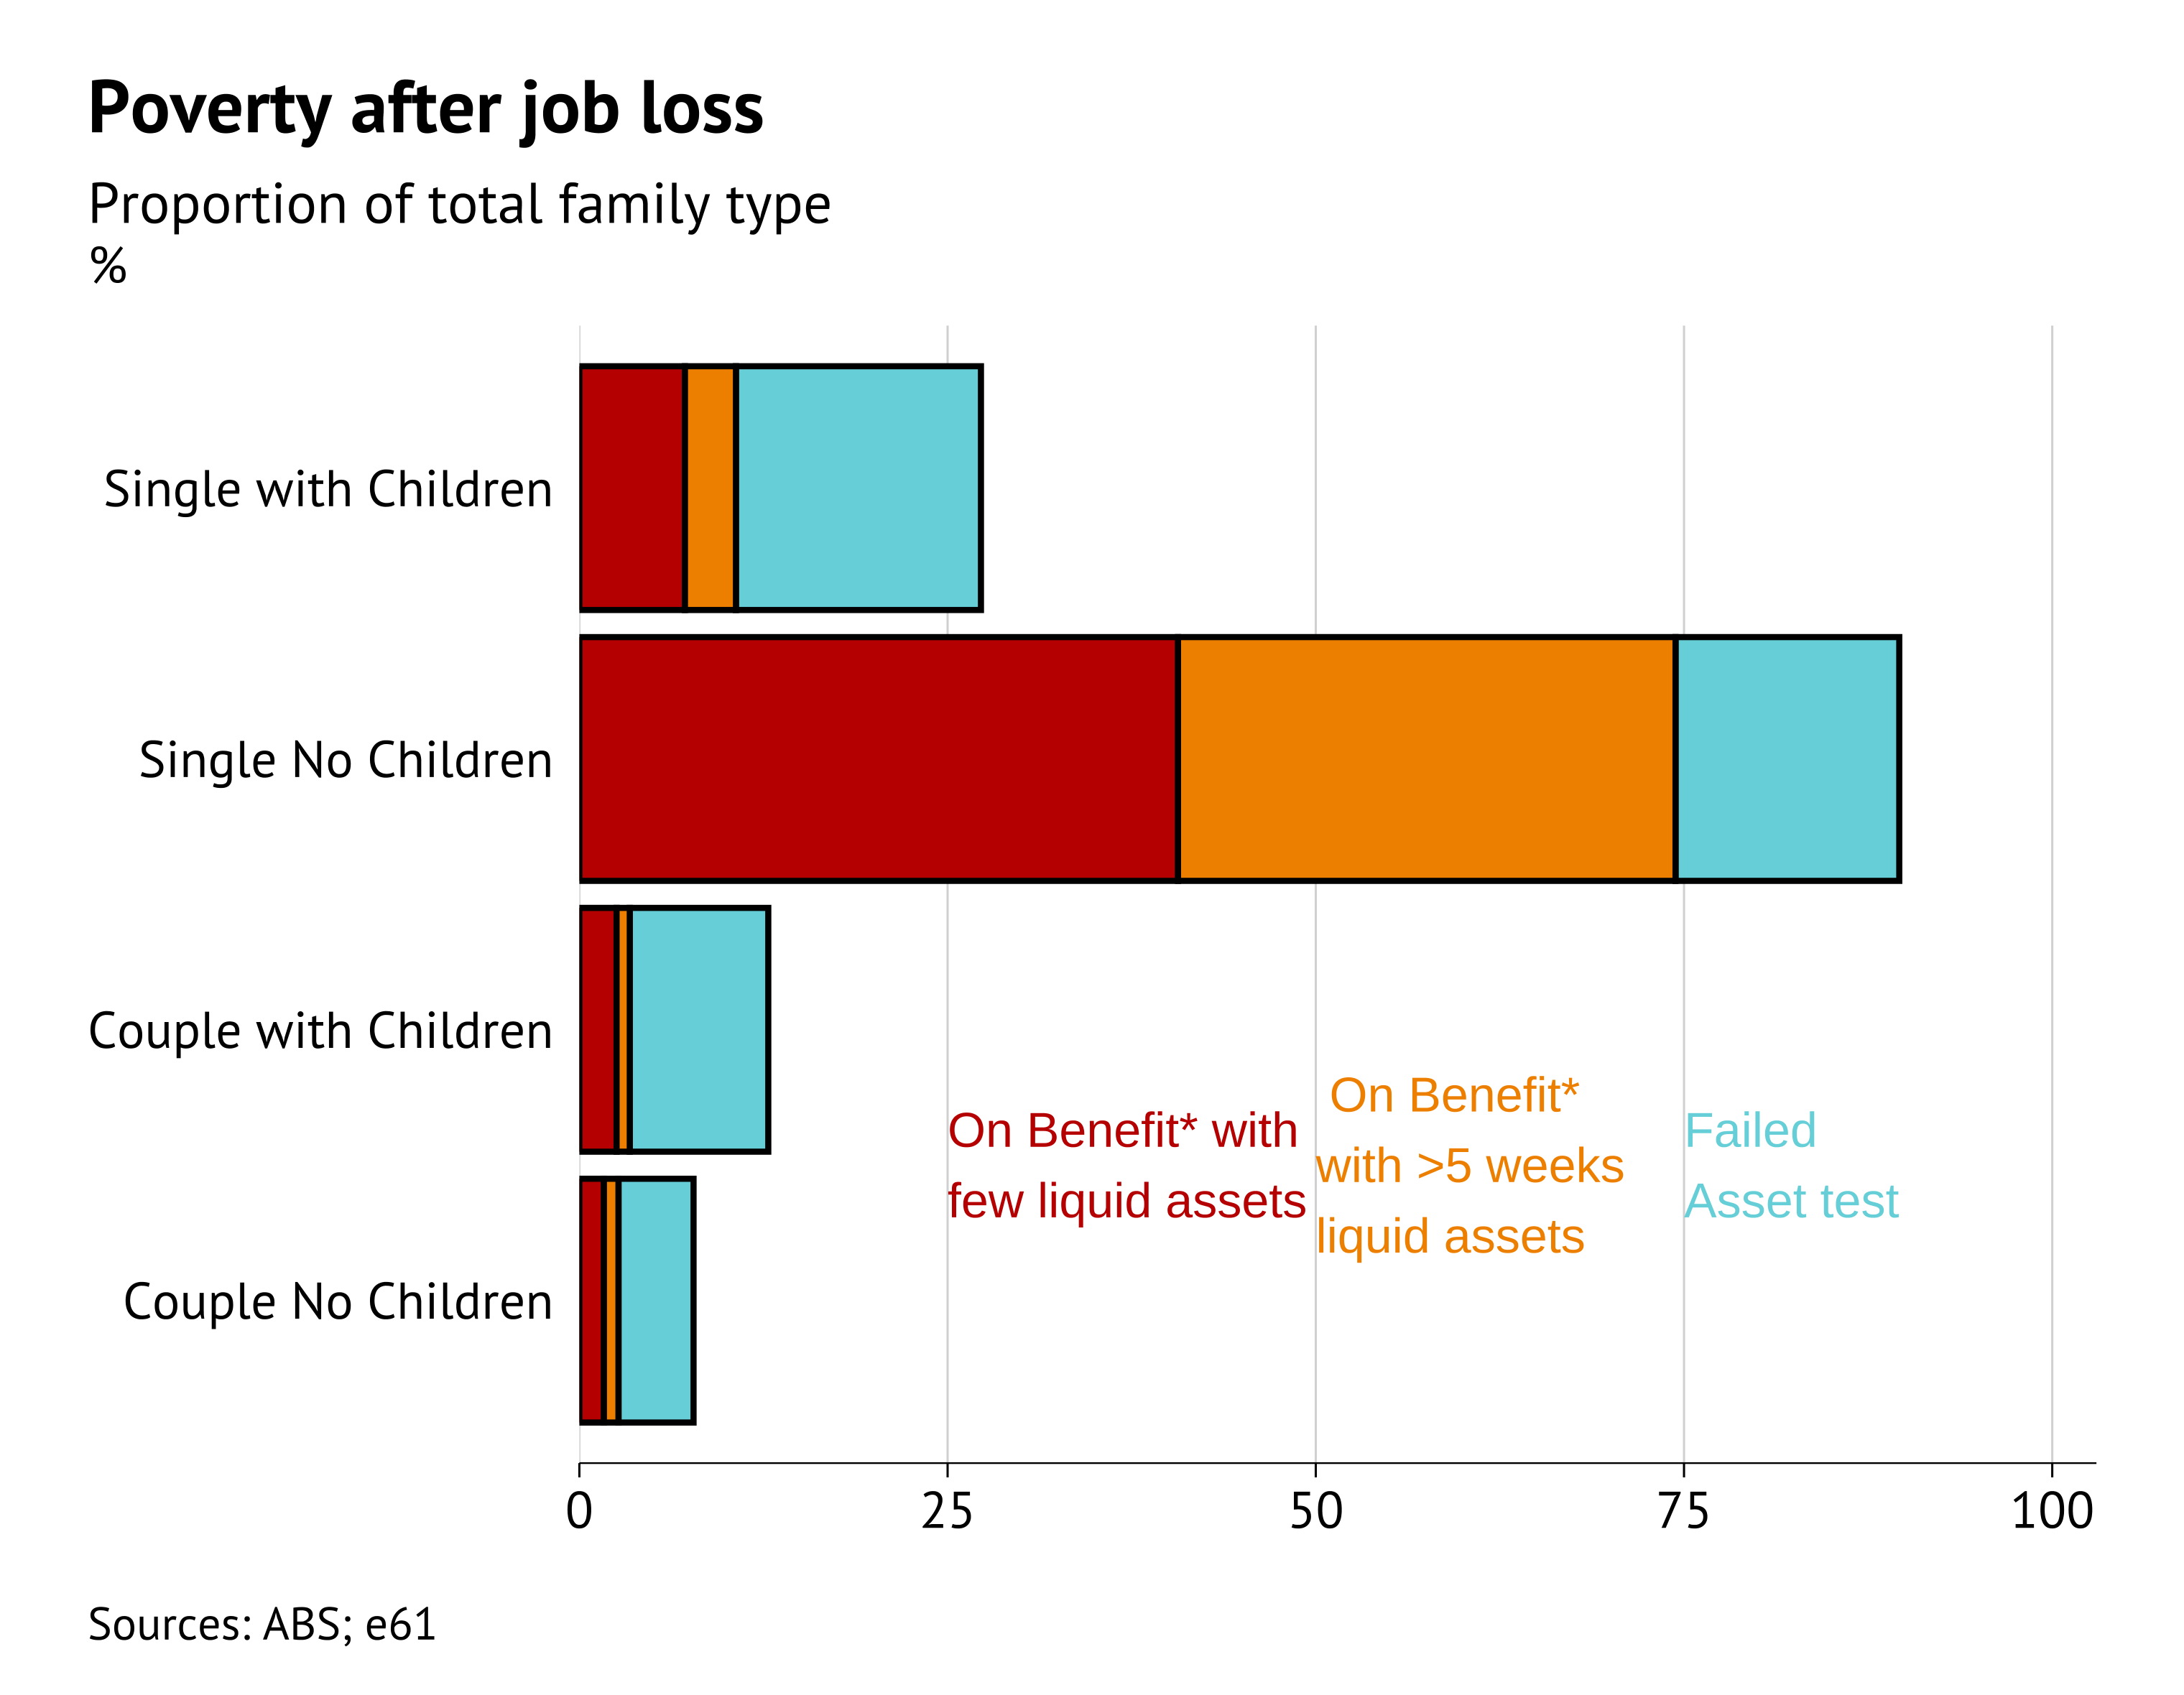 Poverty after job loss
Proportion of total family type
%
Single with Children
Single No Children
Couple with Children
Couple No Children
On Benefit* with
few liquid assets
On Benefit*
with >5 weeks
liquid assets
Failed
Asset test
0 25 50 75 100
Sources: ABS; e61